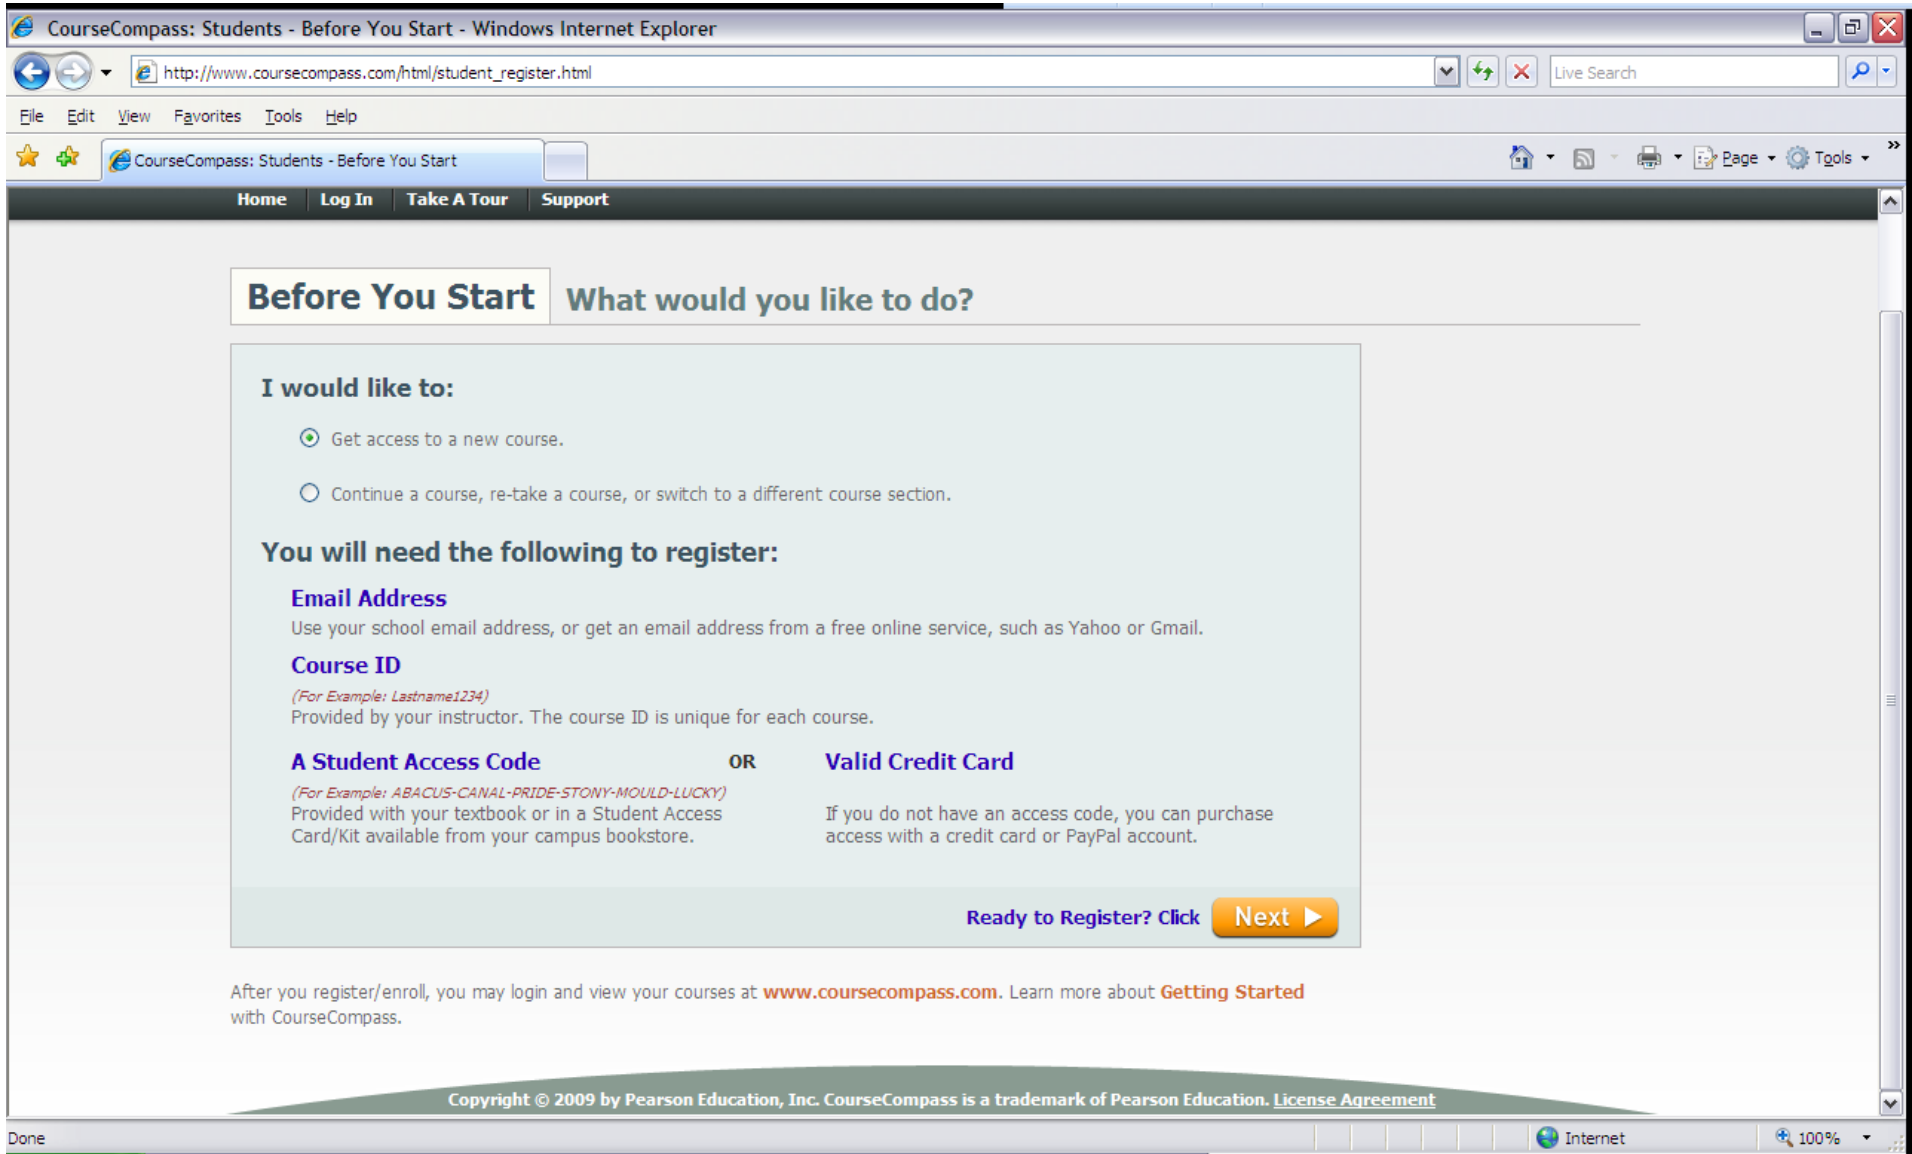 CourseCompass: Students - Before You Start - Windows Internet Explorer
http://www.coursecompass.com/html/student_register.html
Live Search
File Edit View Favorites Tools Help
CourseCompass: Students - Before You Start
Page Tools »
Home Log In Take A Tour Support
Before You Start What would you like to do?
I would like to:
Get access to a new course.
Continue a course, re-take a course, or switch to a different course section.
You will need the following to register:
Email Address
Use your school email address, or get an email address from a free online service, such as Yahoo or Gmail.
Course ID
(For Example: Lastname1234)
Provided by your instructor. The course ID is unique for each course.
A Student Access Code OR Valid Credit Card
(For Example: ABACUS-CANAL-PRIDE-STONY-MOULD-LUCKY)
Provided with your textbook or in a Student Access
Card/Kit available from your campus bookstore.
If you do not have an access code, you can purchase
access with a credit card or PayPal account.
Ready to Register? Click Next
After you register/enroll, you may login and view your courses at www.coursecompass.com. Learn more about Getting Started
with CourseCompass.
Copyright © 2009 by Pearson Education, Inc. CourseCompass is a trademark of Pearson Education. License Agreement
Done Internet 100%